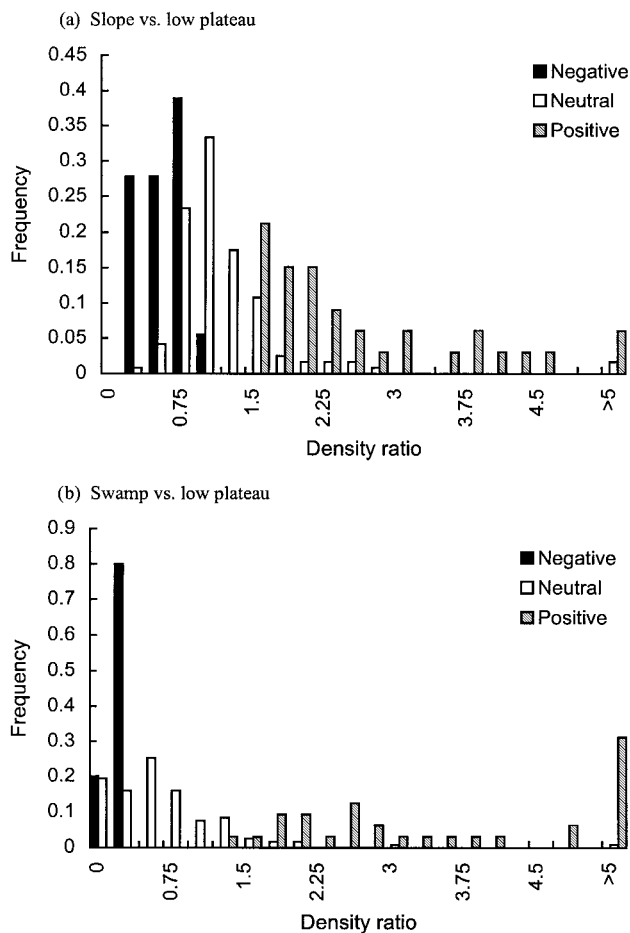 (a) Slope vs. low plateau
0.45
0.4
0.35
0.3
0.25
0.2
0.15
0.1
0.05
0
Frequency
Negative
Neutral
Positive
0 0.75 1.5 2.25 3 3.75 4.5 >5
Density ratio
(b) Swamp vs. low plateau
0.9
0.8
0.7
0.6
0.5
0.4
0.3
0.2
0.1
0
Frequency
Negative
Neutral
Positive
0 0.75 1.5 2.25 3 3.75 4.5 >5
Density ratio